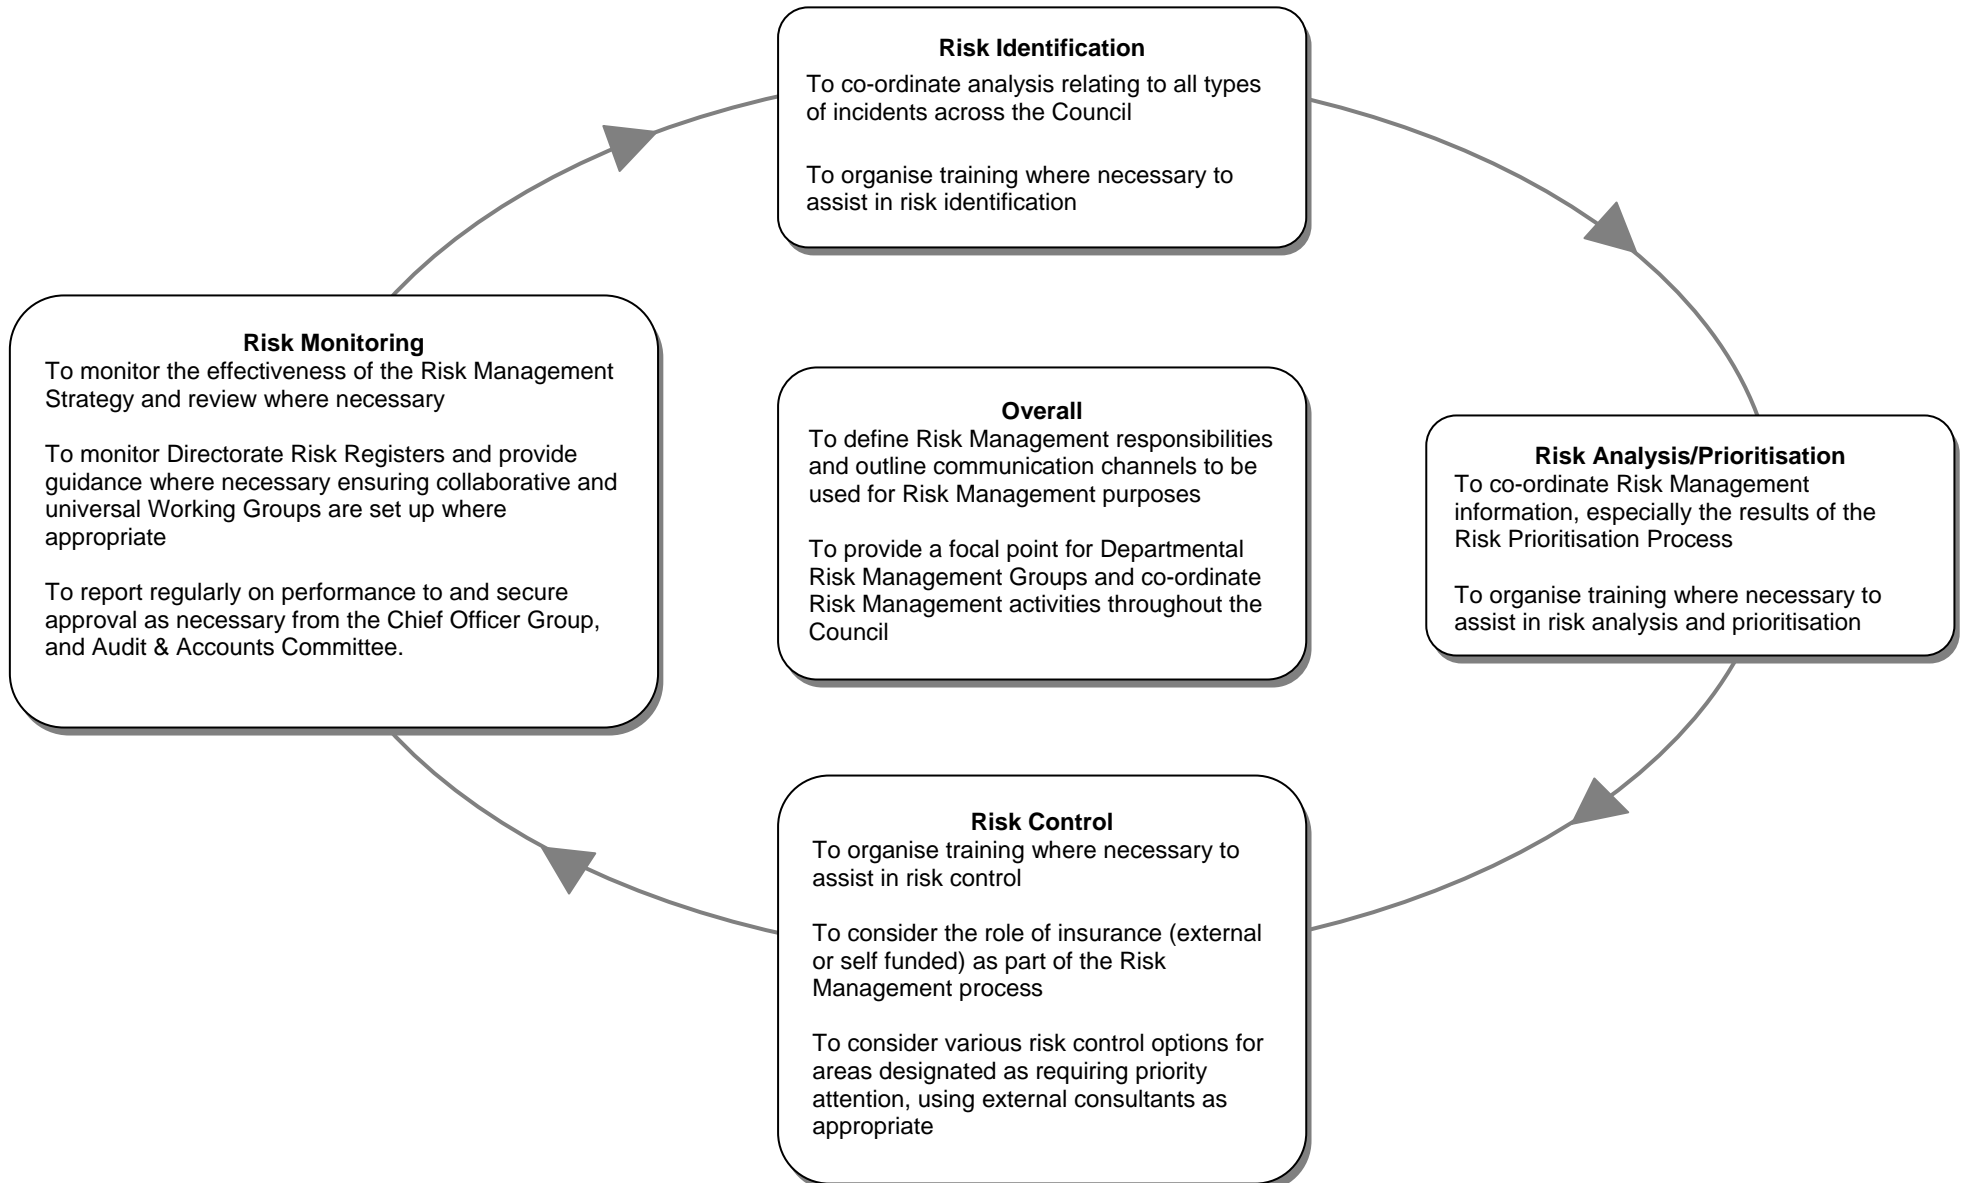 Risk Identification
To co-ordinate analysis relating to all types
of incidents across the Council
To organise training where necessary to
assist in risk identification
Risk Monitoring
To monitor the effectiveness of the Risk Management
Strategy and review where necessary
To monitor Directorate Risk Registers and provide
guidance where necessary ensuring collaborative and
universal Working Groups are set up where
appropriate
To report regularly on performance to and secure
approval as necessary from the Chief Officer Group,
and Audit & Accounts Committee.
Overall
To define Risk Management responsibilities
and outline communication channels to be
used for Risk Management purposes
To provide a focal point for Departmental
Risk Management Groups and co-ordinate
Risk Management activities throughout the
Council
Risk Analysis/Prioritisation
To co-ordinate Risk Management
information, especially the results of the
Risk Prioritisation Process
To organise training where necessary to
assist in risk analysis and prioritisation
Risk Control
To organise training where necessary to
assist in risk control
To consider the role of insurance (external
or self funded) as part of the Risk
Management process
To consider various risk control options for
areas designated as requiring priority
attention, using external consultants as
appropriate